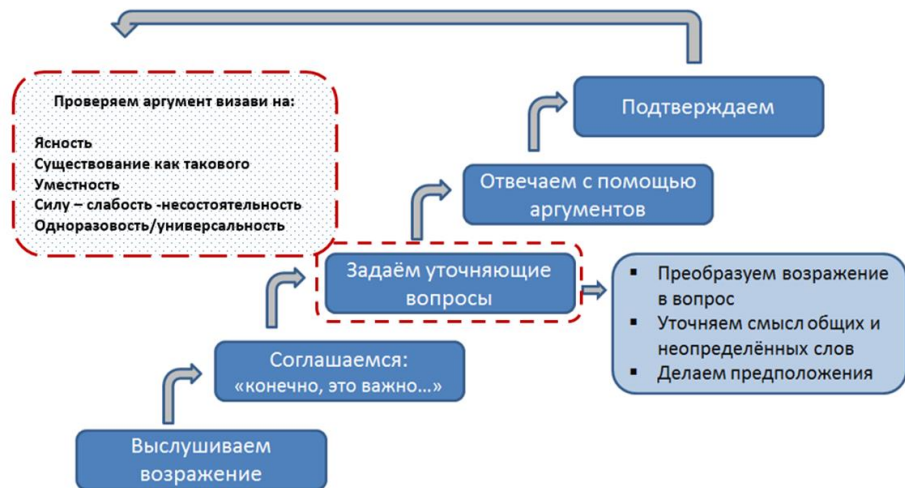 Проверяем аргумент визави на:
Ясность
Существование как такового
Уместность
Силу – слабость -несостоятельность
Одноразовость/универсальность
Подтверждаем
Отвечаем с помощью
аргументов
Задаём уточняющие
вопросы
▪ Преобразуем возражение
в вопрос
▪ Уточняем смысл общих и
неопределённых слов
▪ Делаем предположения
Соглашаемся:
«конечно, это важно…»
Выслушиваем
возражение